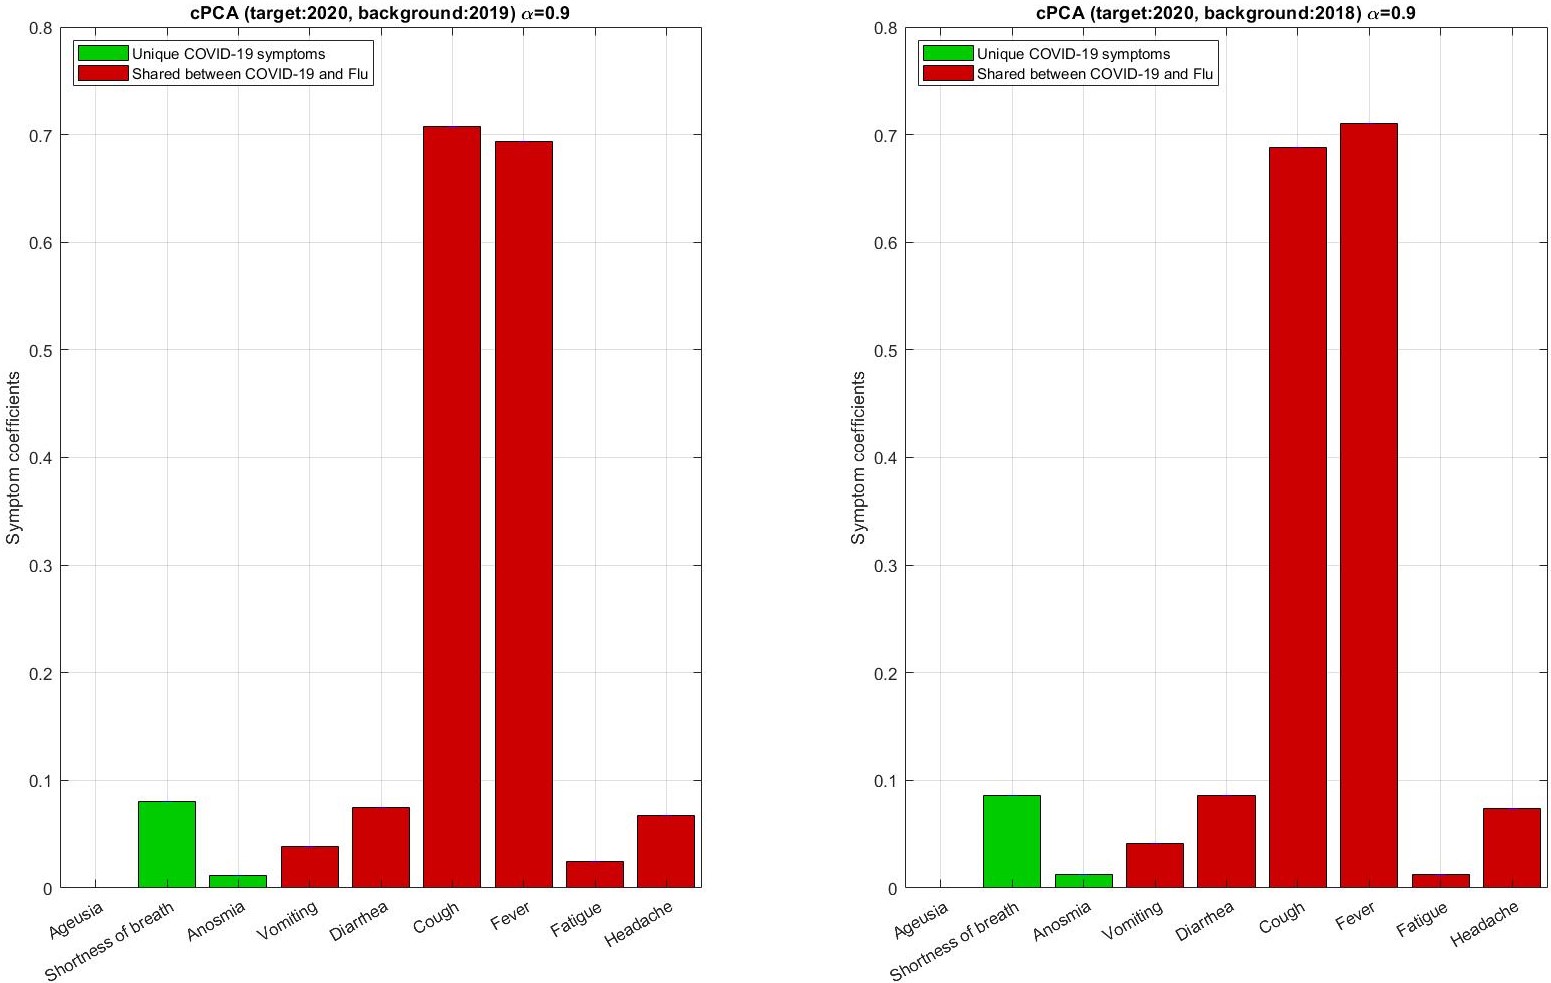 cPCA (target:2020, background:2019) α=0.9
Unique COVID-19 symptoms
Shared between COVID-19 and Flu
Symptom coefficients
0.8
0.7
0.6
0.5
0.4
0.3
0.2
0.1
0
Ageusia
Shortness of breath
Anosmia
Vomiting
Diarrhea
Cough
Fever
Fatigue
Headache
cPCA (target:2020, background:2018) α=0.9
Unique COVID-19 symptoms
Shared between COVID-19 and Flu
Symptom coefficients
0.8
0.7
0.6
0.5
0.4
0.3
0.2
0.1
0
Ageusia
Shortness of breath
Anosmia
Vomiting
Diarrhea
Cough
Fever
Fatigue
Headache